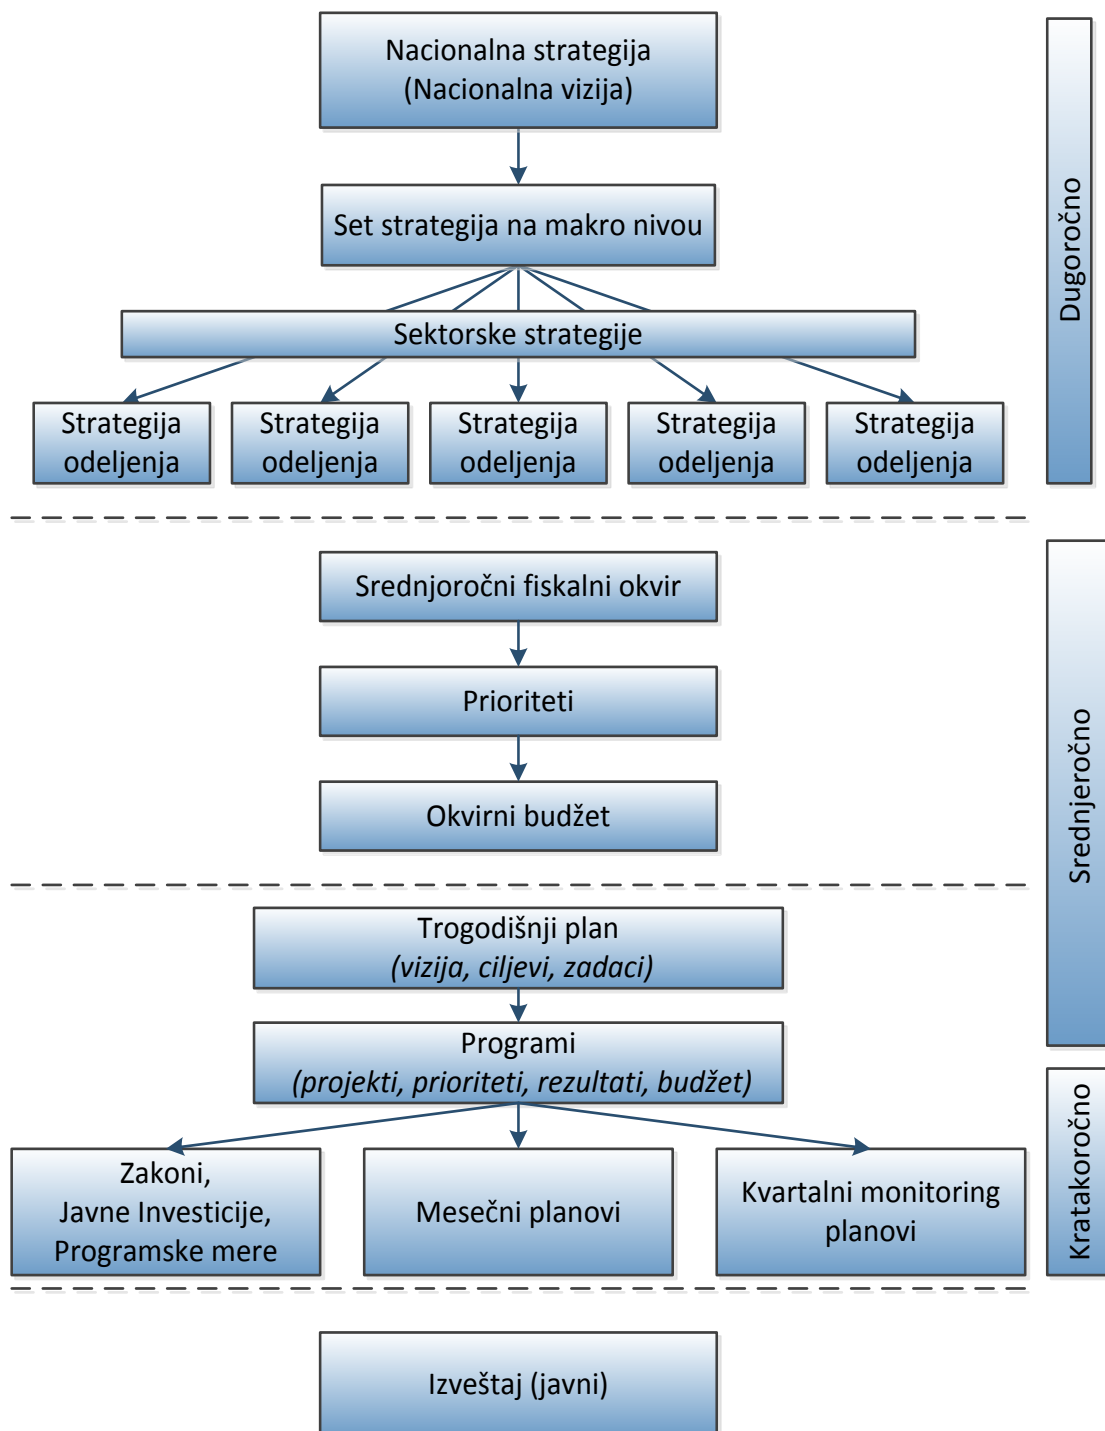 Nacionalna strategija
(Nacionalna vizija)
Set strategija na makro nivou
Sektorske strategije
Strategija
odeljenja
Strategija
odeljenja
Strategija
odeljenja
Strategija
odeljenja
Strategija
odeljenja
Dugoročno
Srednjoročni fiskalni okvir
Prioriteti
Okvirni budžet
Srednjeročno
Trogodišnji plan
(vizija, ciljevi, zadaci)
Programi
(projekti, prioriteti, rezultati, budžet)
Zakoni,
Javne Investicije,
Programske mere
Mesečni planovi
Kvartalni monitoring
planovi
Kratakoročno
Izveštaj (javni)